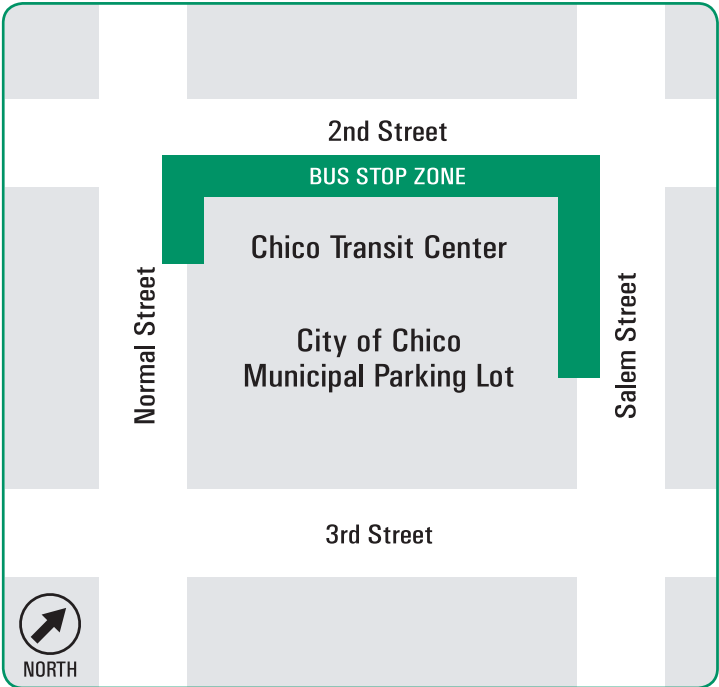 2nd Street
BUS STOP ZONE
Chico Transit Center
City of Chico
Municipal Parking Lot
Normal Street
Salem Street
3rd Street
NORTH